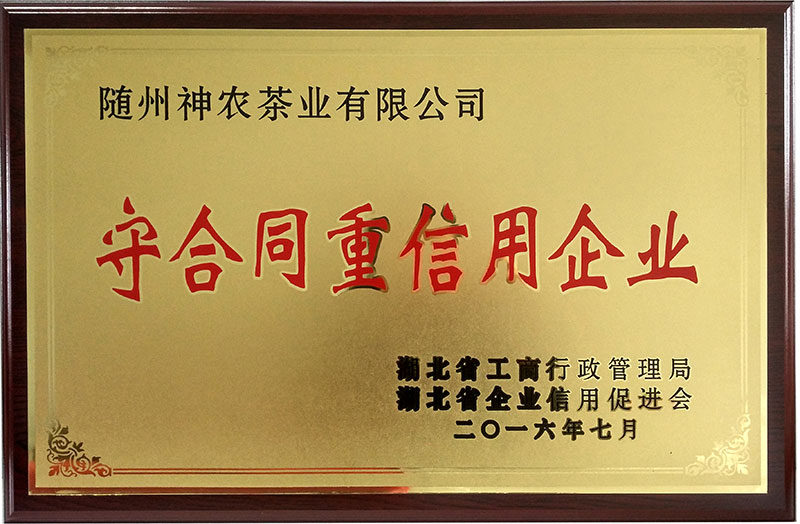 随州神农茶业有限公司
守合同重信用企业
湖北省工商行政管理局
湖北省企业信用促进会
二〇一六年七月